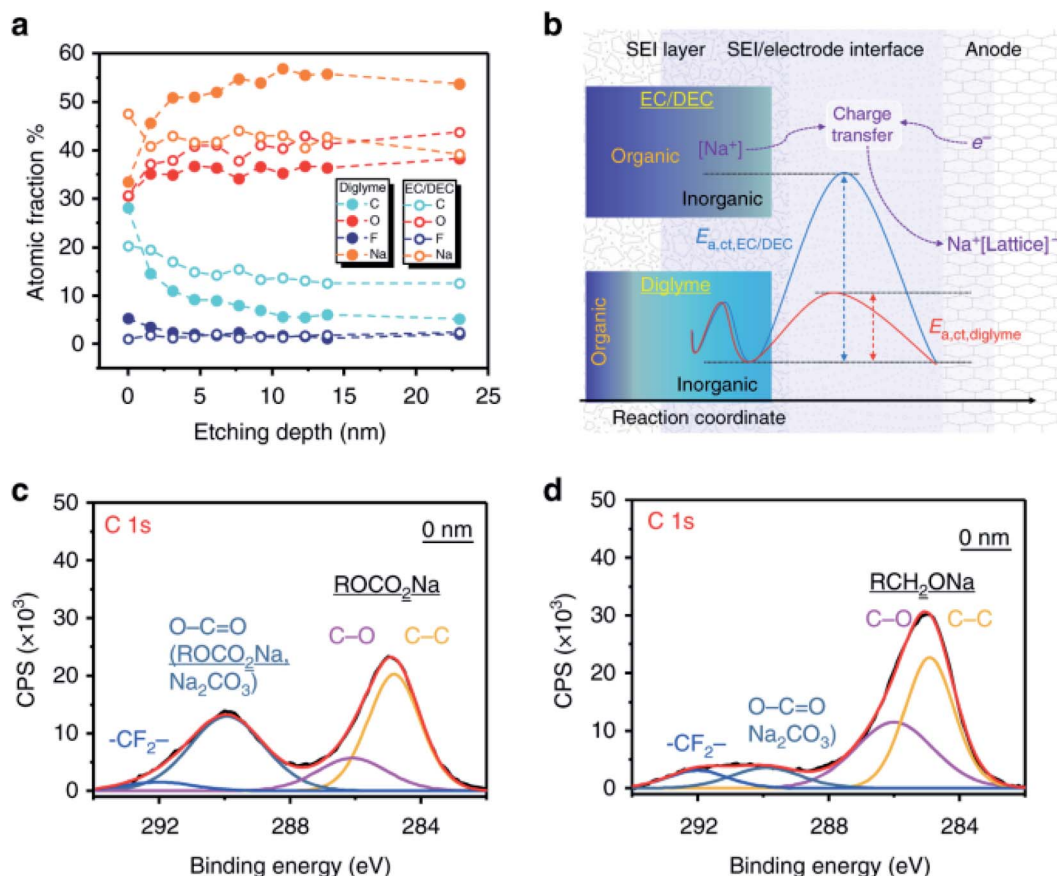 a
60
50
40
30
20
10
0
Atomic fraction %
Diglyme
C
O
F
Na
EC/DEC
C
O
F
Na
0 5 10 15 20 25
Etching depth (nm)
b
SEI layer SEI/electrode interface Anode
EC/DEC
Organic
[Na⁺]
Inorganic
Charge
transfer
e⁻
Na⁺[Lattice]⁻
Eₐ,ct,EC/DEC
Diglyme
Organic
Inorganic
Eₐ,ct,diglyme
Reaction coordinate
c
C 1s
0 nm
ROCO₂Na
O–C=O
(ROCO₂Na,
Na₂CO₃)
C–O C–C
-CF₂–
50
40
30
20
10
0
CPS (×10³)
292 288 284
Binding energy (eV)
d
C 1s
0 nm
RCH₂ONa
C–O C–C
O–C=O
Na₂CO₃)
-CF₂–
50
40
30
20
10
0
CPS (×10³)
292 288 284
Binding energy (eV)